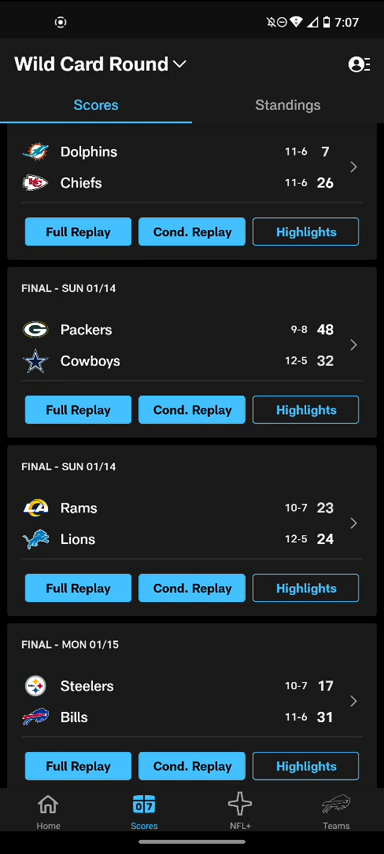 7:07
Wild Card Round
Scores Standings
Dolphins 11-6 7
Chiefs 11-6 26
Full Replay Cond. Replay Highlights
FINAL - SUN 01/14
Packers 9-8 48
Cowboys 12-5 32
Full Replay Cond. Replay Highlights
FINAL - SUN 01/14
Rams 10-7 23
Lions 12-5 24
Full Replay Cond. Replay Highlights
FINAL - MON 01/15
Steelers 10-7 17
Bills 11-6 31
Full Replay Cond. Replay Highlights
07
Home Scores NFL+ Teams